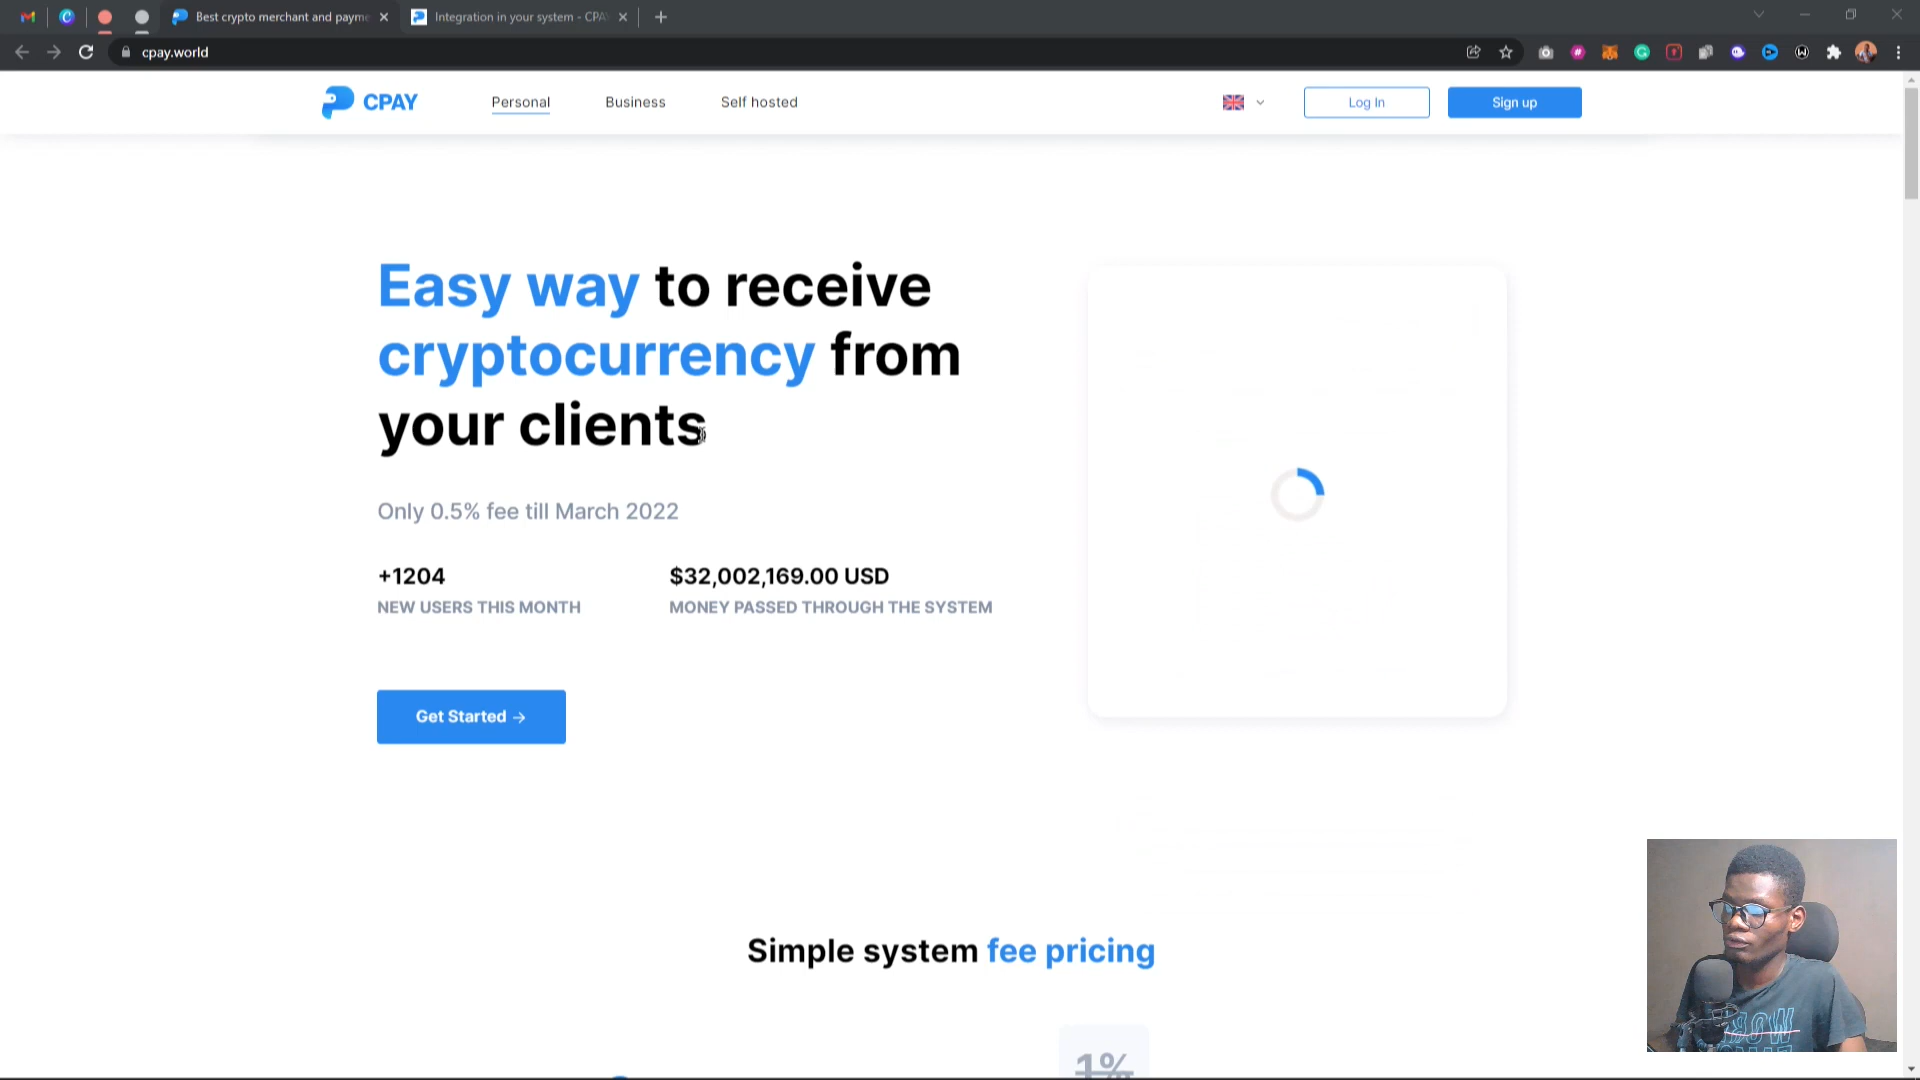 Best crypto merchant and payme
Integration in your system - CPA
cpay.world
CPAY
Personal
Business
Self hosted
Log In
Sign up
Easy way to receive
cryptocurrency from
your clients
Only 0.5% fee till March 2022
+1204
NEW USERS THIS MONTH
$32,002,169.00 USD
MONEY PASSED THROUGH THE SYSTEM
Get Started →
Simple system fee pricing
1%